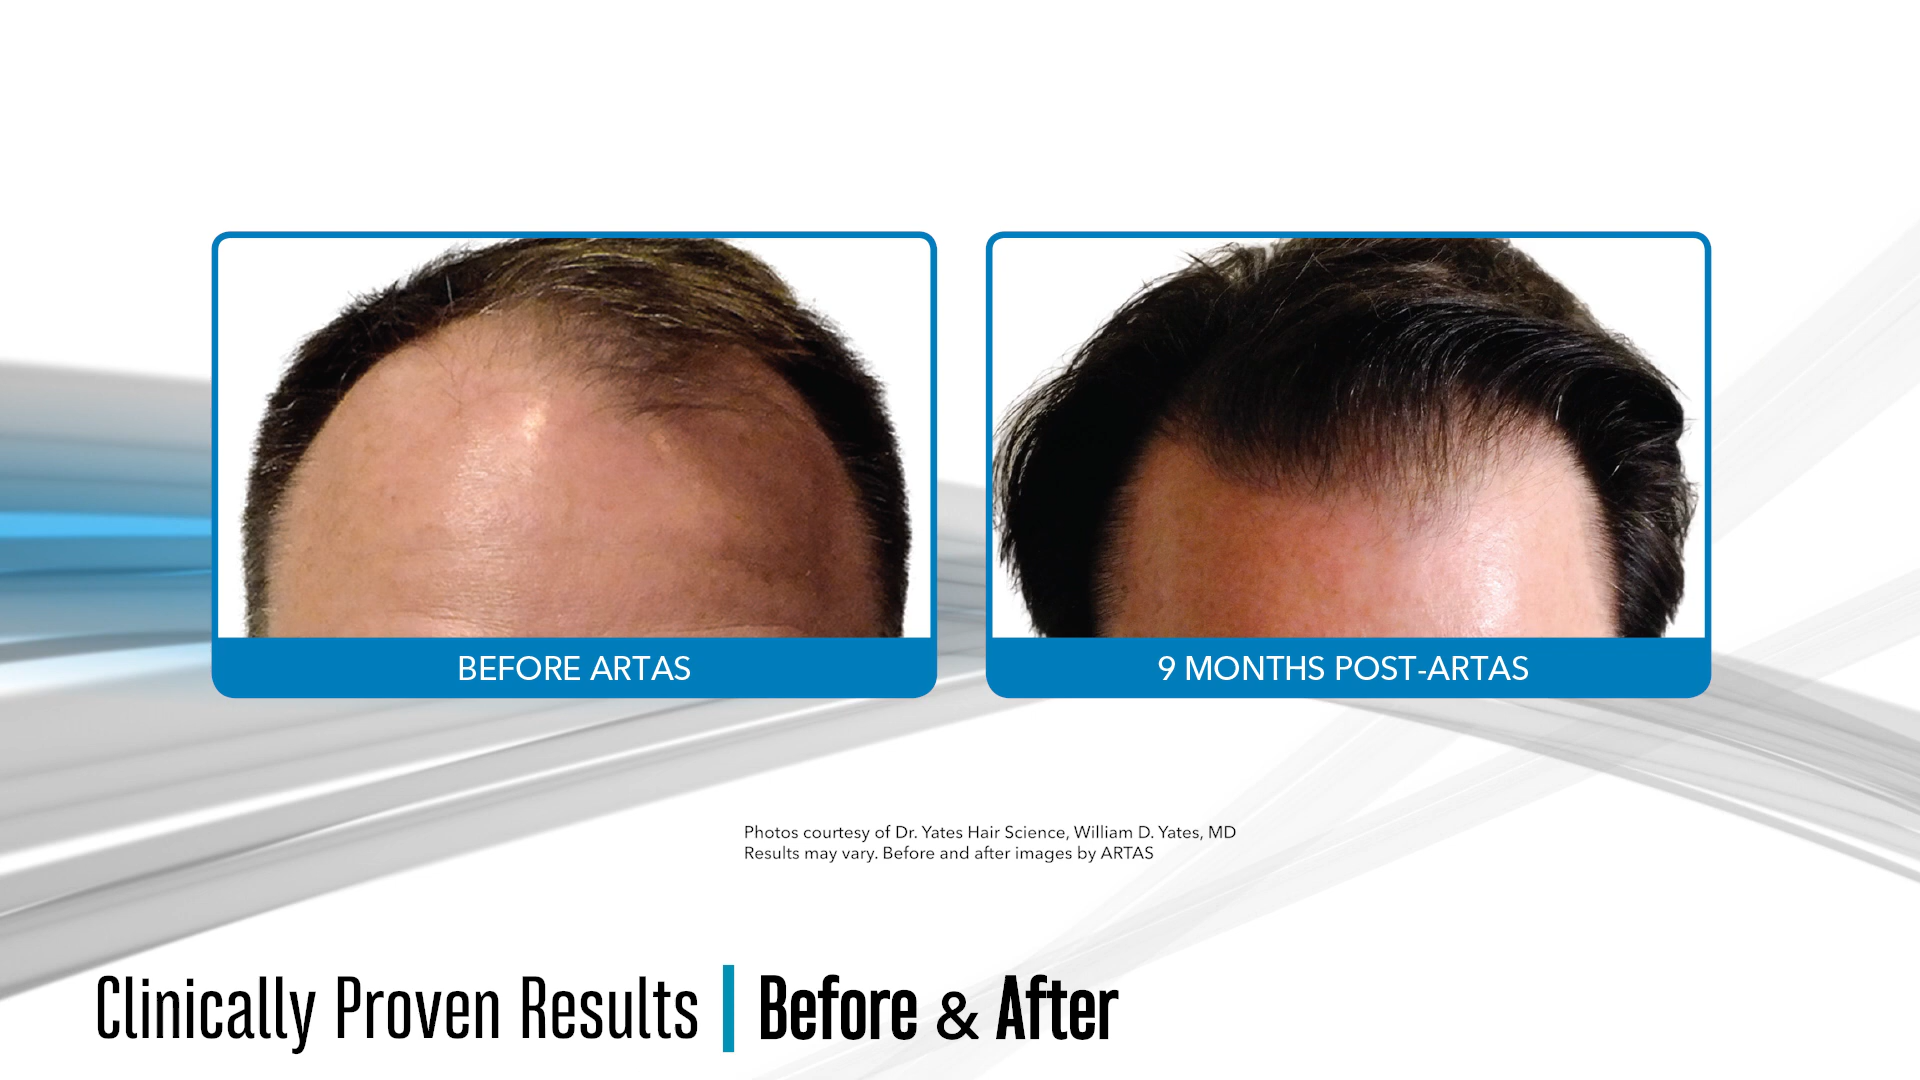 BEFORE ARTAS
9 MONTHS POST-ARTAS
Photos courtesy of Dr. Yates Hair Science, William D. Yates, MD
Results may vary. Before and after images by ARTAS
Clinically Proven Results | Before & After